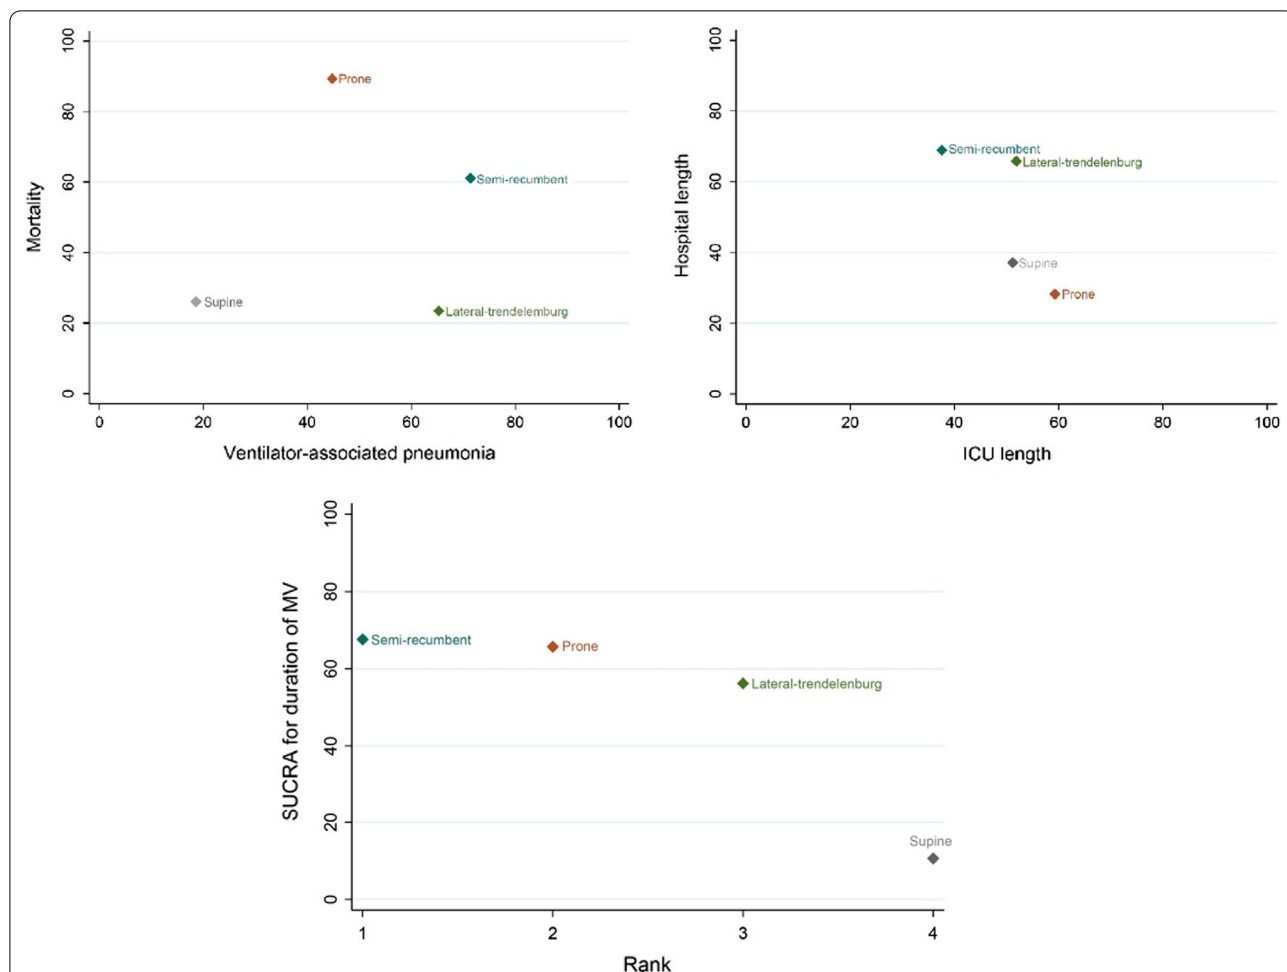 100
80
60
40
20
0
Mortality
Prone
Semi-recumbent
Supine
Lateral-trendelemburg
0 20 40 60 80 100
Ventilator-associated pneumonia
100
80
60
40
20
0
Hospital length
Semi-recumbent
Lateral-trendelenburg
Supine
Prone
0 20 40 60 80 100
ICU length
100
80
60
40
20
0
SUCRA for duration of MV
Semi-recumbent
Prone
Lateral-trendelenburg
Supine
1 2 3 4
Rank